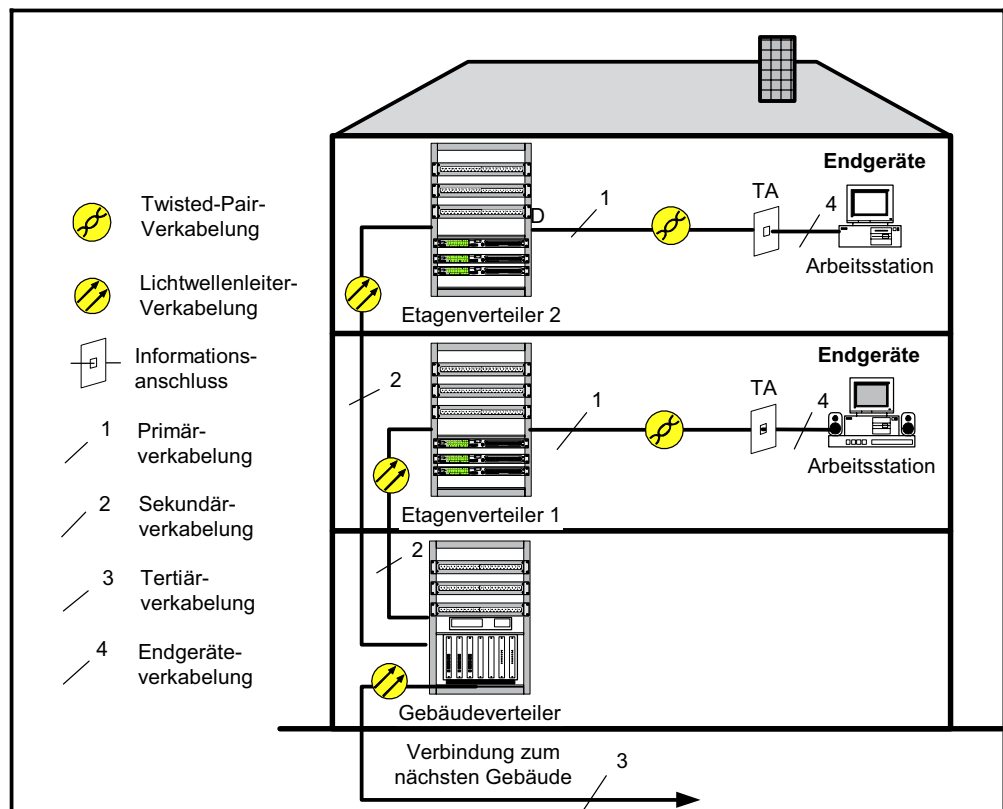 Twisted-Pair-
Verkabelung
Lichtwellenleiter-
Verkabelung
Informations-
anschluss
1
Primär-
verkabelung
2
Sekundär-
verkabelung
3
Tertiär-
verkabelung
4
Endgeräte-
verkabelung
Endgeräte
D
1
TA
4
Arbeitsstation
Etagenverteiler 2
2
Endgeräte
1
TA
4
Arbeitsstation
Etagenverteiler 1
2
Gebäudeverteiler
Verbindung zum
nächsten Gebäude
3